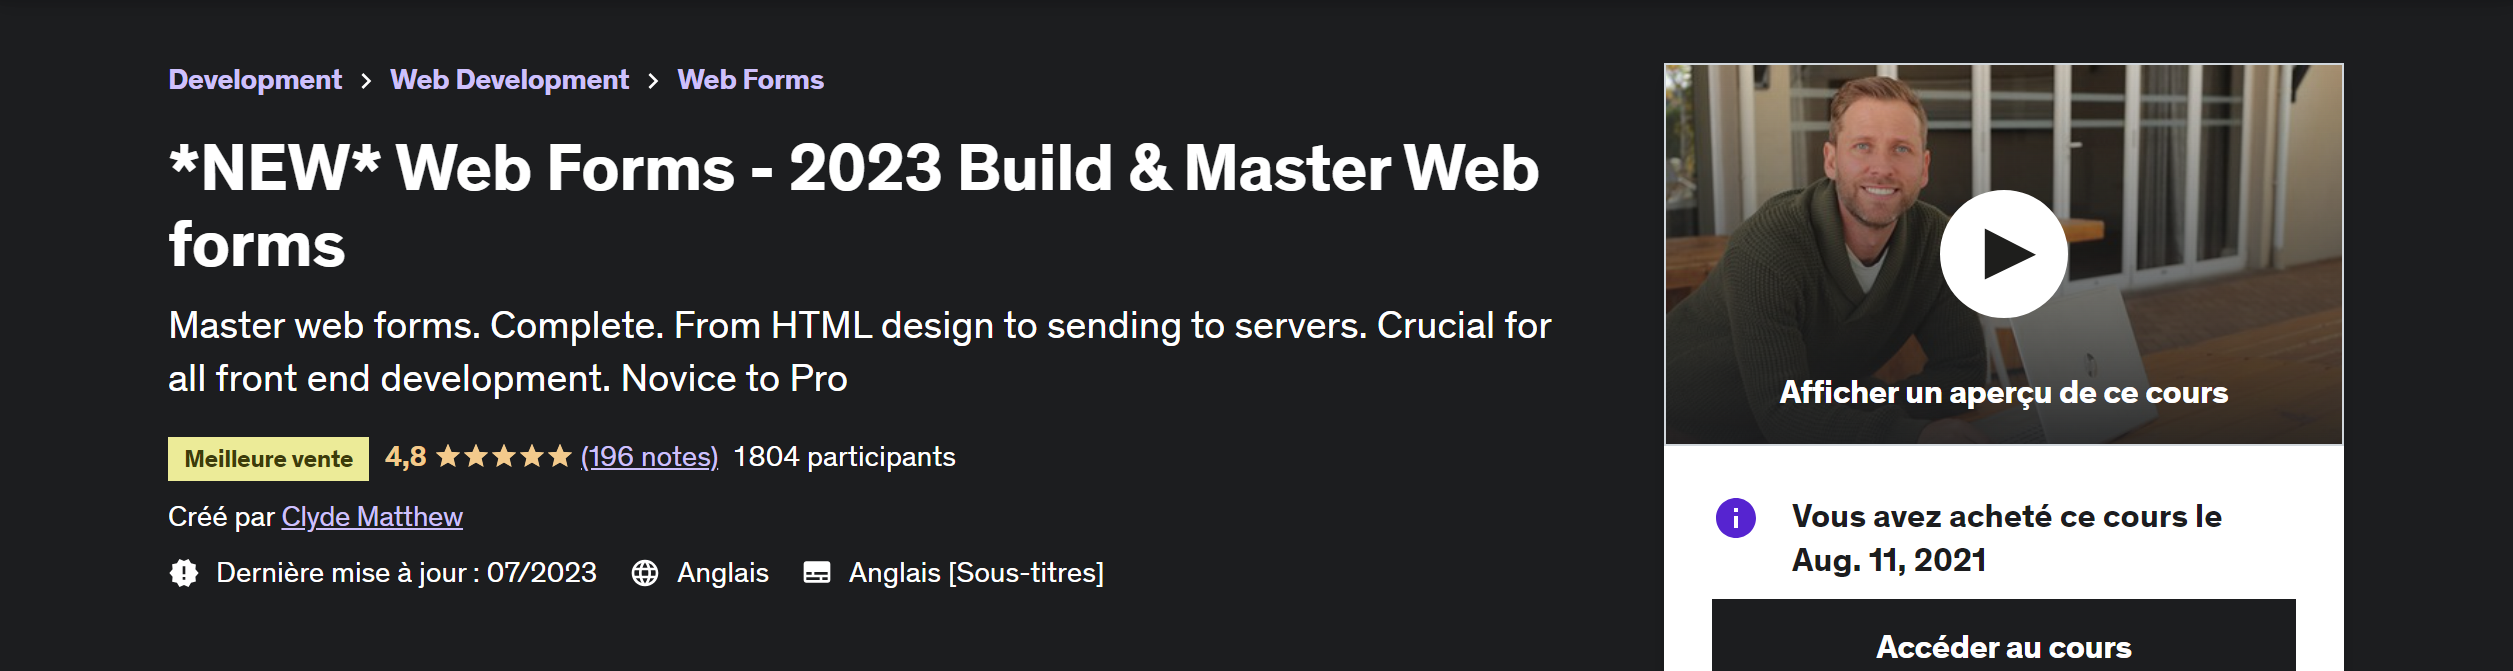 Development > Web Development > Web Forms
*NEW* Web Forms - 2023 Build & Master Web
forms
Master web forms. Complete. From HTML design to sending to servers. Crucial for
all front end development. Novice to Pro
Meilleure vente 4,8 (196 notes) 1804 participants
Créé par Clyde Matthew
Dernière mise à jour : 07/2023 Anglais Anglais [Sous-titres]
Afficher un aperçu de ce cours
Vous avez acheté ce cours le
Aug. 11, 2021
Accéder au cours